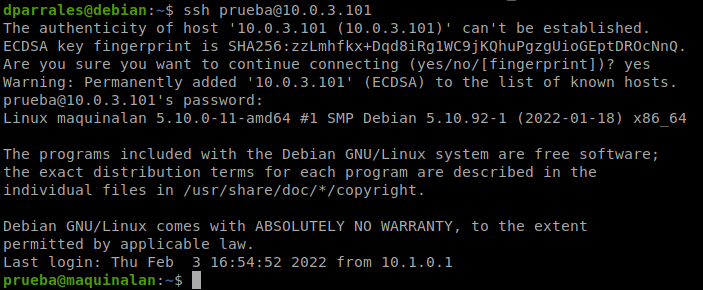 dparrales@debian:~$ ssh prueba@10.0.3.101
The authenticity of host '10.0.3.101 (10.0.3.101)' can't be established.
ECDSA key fingerprint is SHA256:zzLmhfkx+Dqd8iRg1WC9jKQhuPgzgUioGEptDROcNnQ.
Are you sure you want to continue connecting (yes/no/[fingerprint])? yes
Warning: Permanently added '10.0.3.101' (ECDSA) to the list of known hosts.
prueba@10.0.3.101's password:
Linux maquinalan 5.10.0-11-amd64 #1 SMP Debian 5.10.92-1 (2022-01-18) x86_64

The programs included with the Debian GNU/Linux system are free software;
the exact distribution terms for each program are described in the
individual files in /usr/share/doc/*/copyright.

Debian GNU/Linux comes with ABSOLUTELY NO WARRANTY, to the extent
permitted by applicable law.
Last login: Thu Feb  3 16:54:52 2022 from 10.1.0.1
prueba@maquinalan:~$